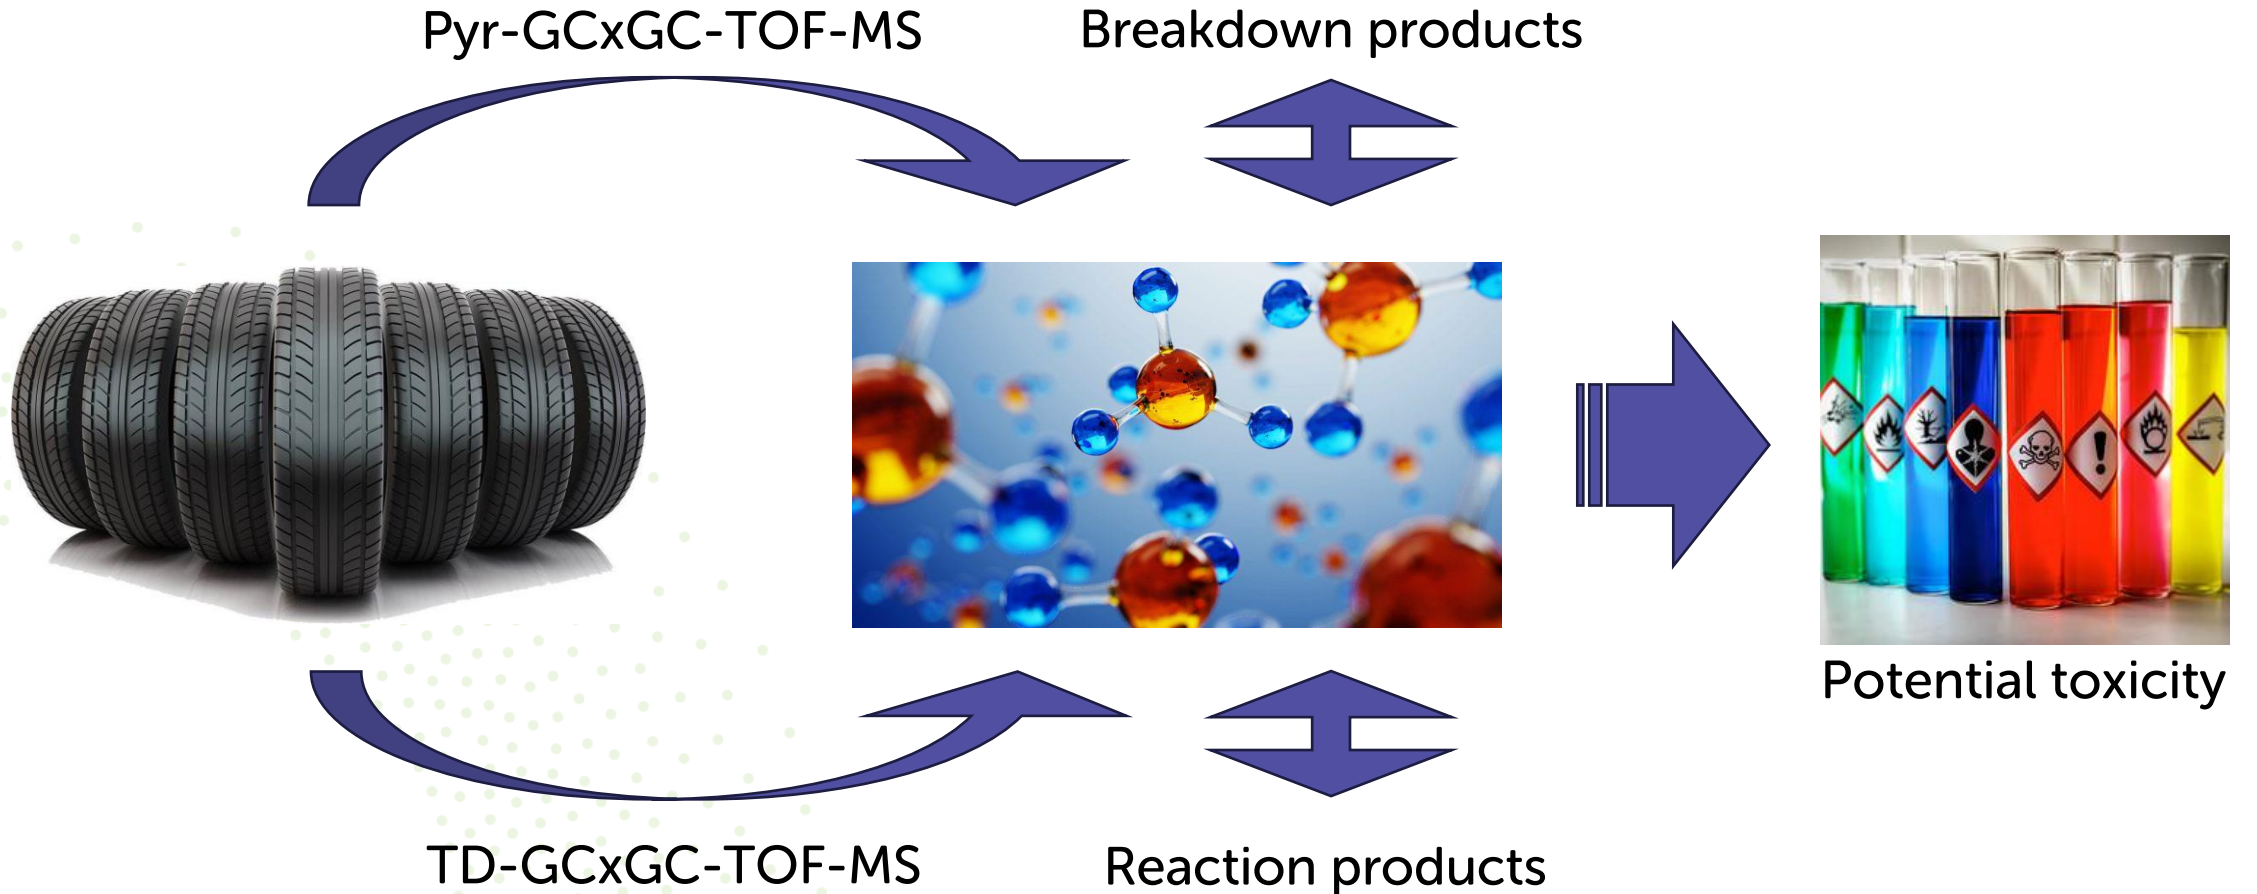 Pyr-GCxGC-TOF-MS
Breakdown products
Potential toxicity
TD-GCxGC-TOF-MS
Reaction products